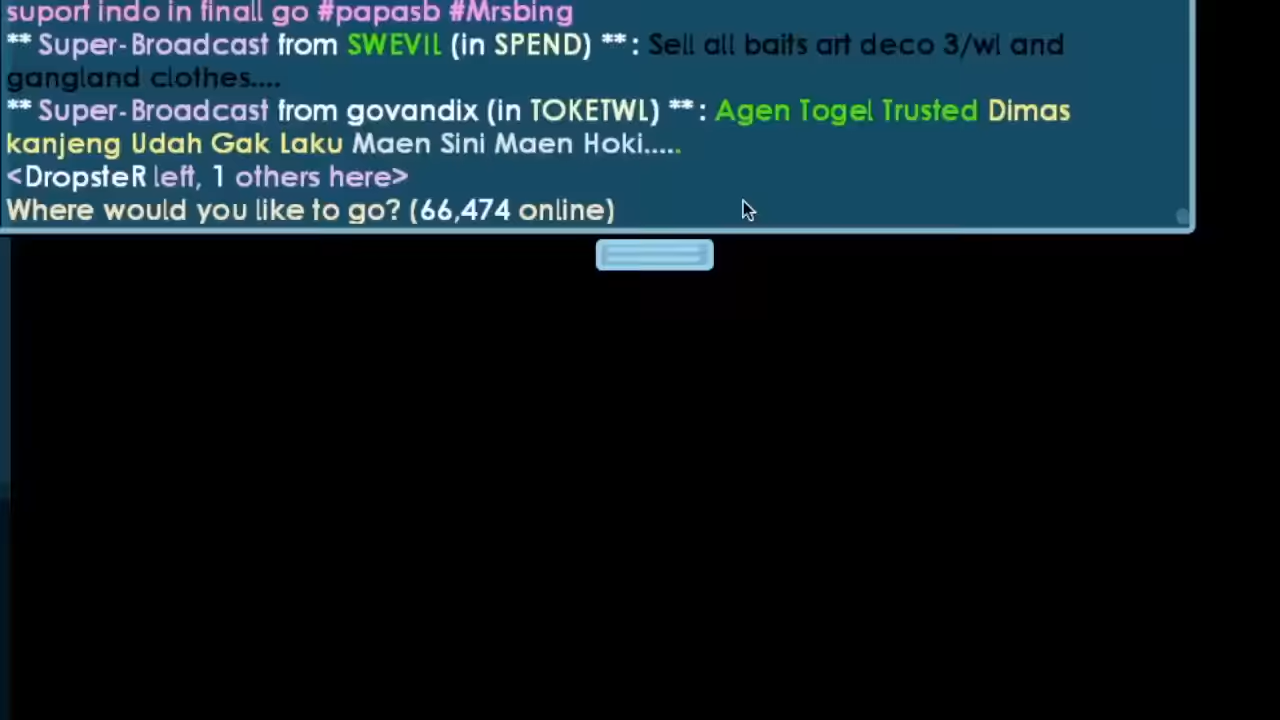 suport indo in finall go #papasb #Mrsbing
** Super-Broadcast from SWEVIL (in SPEND) ** : Sell all baits art deco 3/wl and
gangland clothes....
** Super-Broadcast from govandix (in TOKETWL) ** : Agen Togel Trusted Dimas
kanjeng Udah Gak Laku Maen Sini Maen Hoki.....
<DropsteR left, 1 others here>
Where would you like to go? (66,474 online)